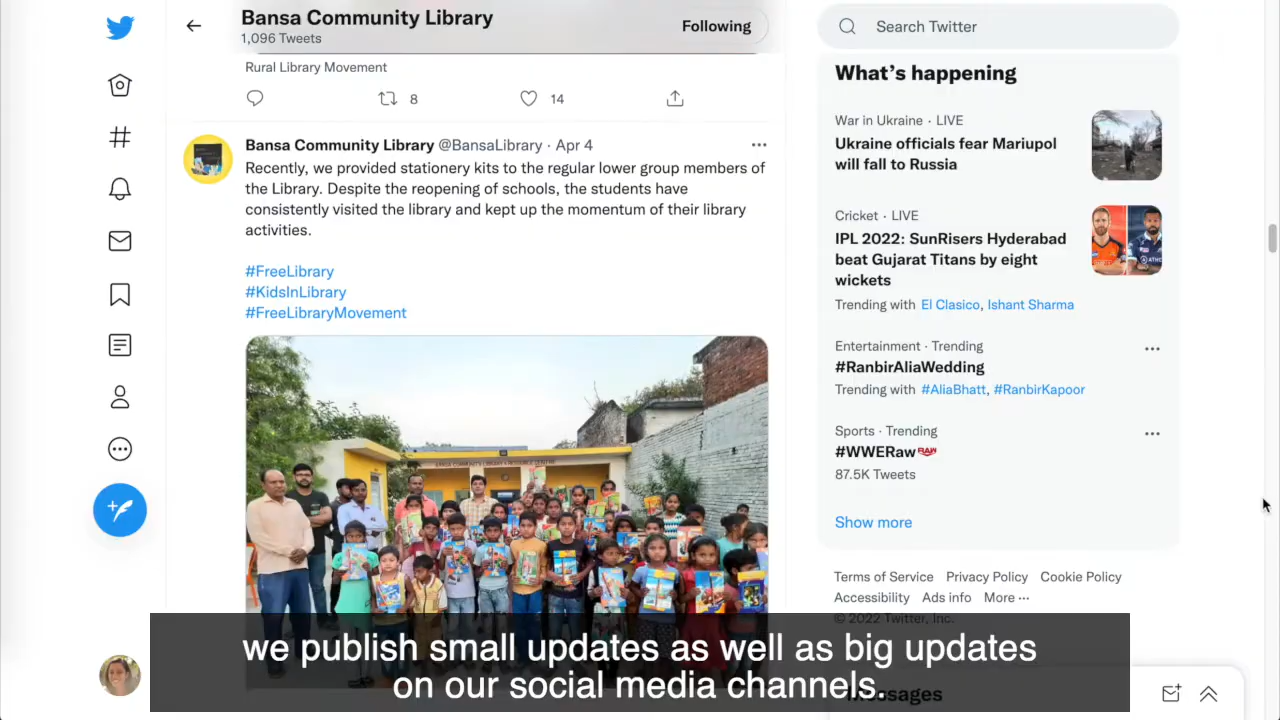 Bansa Community Library
1,096 Tweets
Following
Rural Library Movement
8
14
Bansa Community Library @BansaLibrary · Apr 4
Recently, we provided stationery kits to the regular lower group members of
the Library. Despite the reopening of schools, the students have
consistently visited the library and kept up the momentum of their library
activities.
#FreeLibrary
#KidsInLibrary
#FreeLibraryMovement
BANSA COMMUNITY LIBRARY & RESOURCE CENTRE
Search Twitter
What's happening
War in Ukraine · LIVE
Ukraine officials fear Mariupol
will fall to Russia
Cricket · LIVE
IPL 2022: SunRisers Hyderabad
beat Gujarat Titans by eight
wickets
Trending with El Clasico, Ishant Sharma
Entertainment · Trending
#RanbirAliaWedding
Trending with #AliaBhatt, #RanbirKapoor
Sports · Trending
#WWERaw
87.5K Tweets
Show more
Terms of Service Privacy Policy Cookie Policy
Accessibility Ads info More ···
© 2022 Twitter, Inc.
Messages
we publish small updates as well as big updates
on our social media channels.